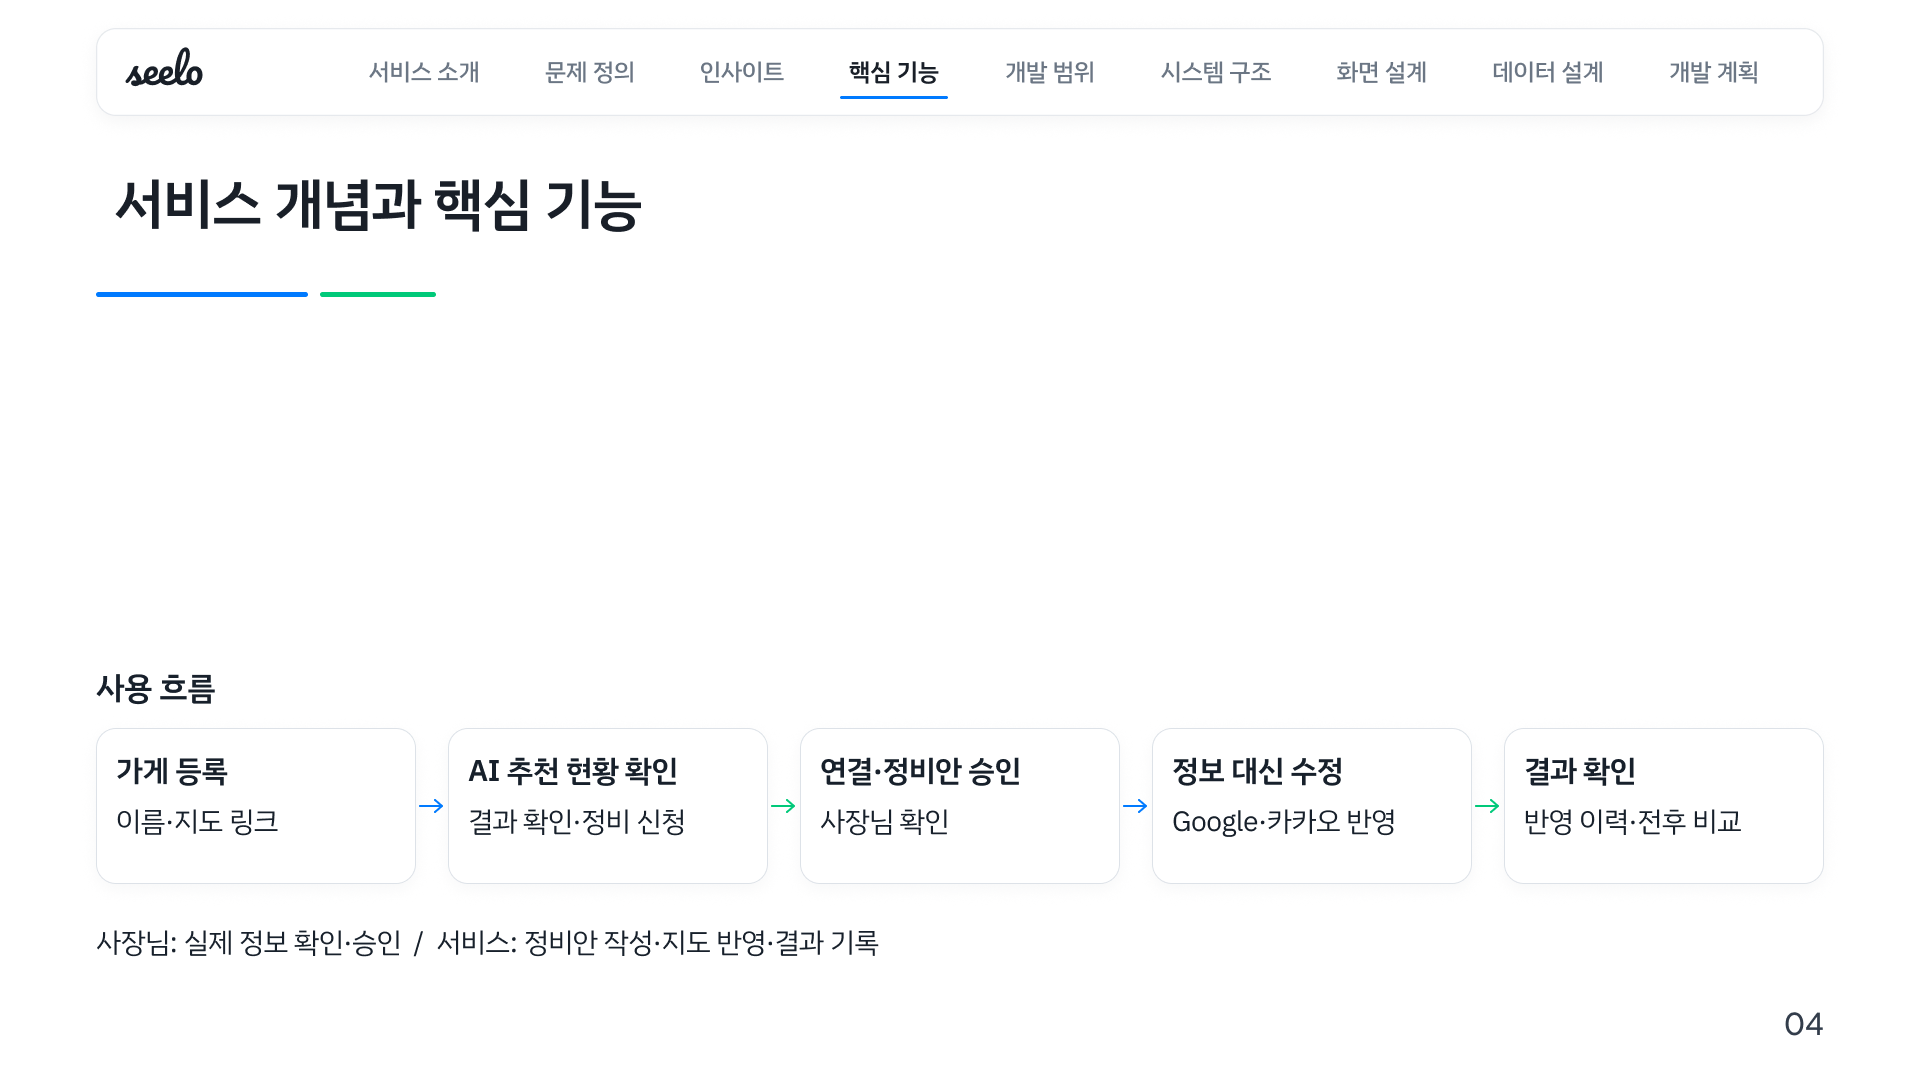 seelo
서비스 소개 문제 정의 인사이트 핵심 기능 개발 범위 시스템 구조 화면 설계 데이터 설계 개발 계획
서비스 개념과 핵심 기능
사용 흐름
가게 등록
이름·지도 링크
AI 추천 현황 확인
결과 확인·정비 신청
연결·정비안 승인
사장님 확인
정보 대신 수정
Google·카카오 반영
결과 확인
반영 이력·전후 비교
사장님: 실제 정보 확인·승인 / 서비스: 정비안 작성·지도 반영·결과 기록
04